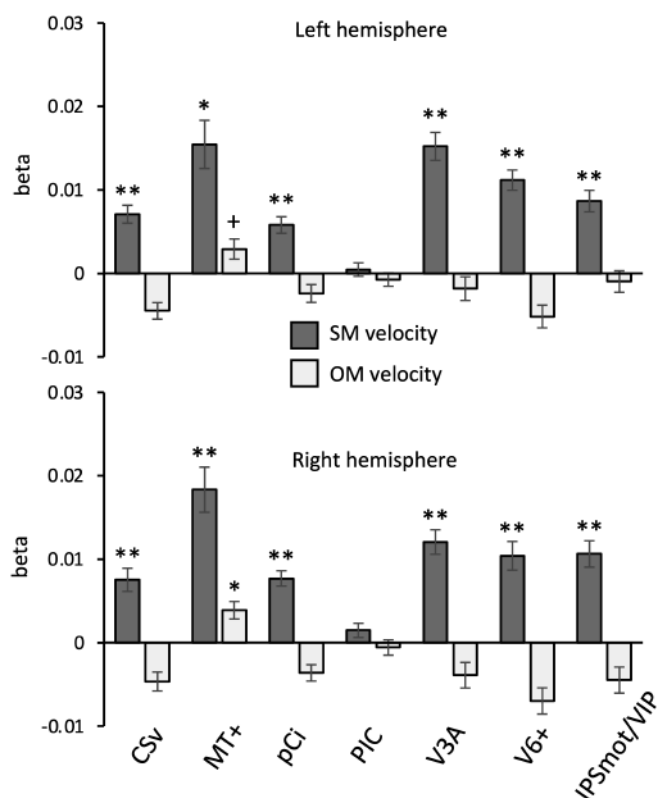 0.03
Left hemisphere
0.02
0.01
0
-0.01
beta
** * + ** ** ** **
SM velocity
OM velocity
0.03
Right hemisphere
0.02
0.01
0
-0.01
beta
** ** * ** ** ** **
CSv MT+ pCi PIC V3A V6+ IPSmot/VIP